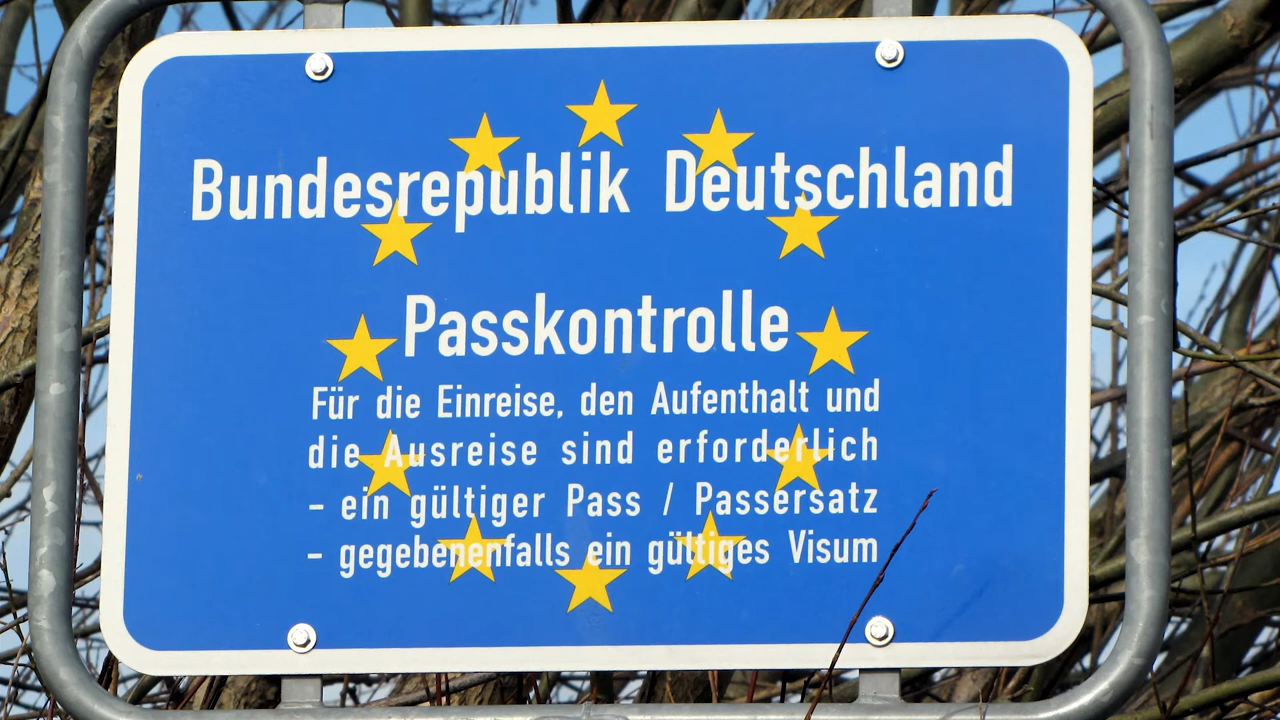 Bundesrepublik Deutschland
Passkontrolle
Für die Einreise, den Aufenthalt und
die Ausreise sind erforderlich
- ein gültiger Pass / Passersatz
- gegebenenfalls ein gültiges Visum